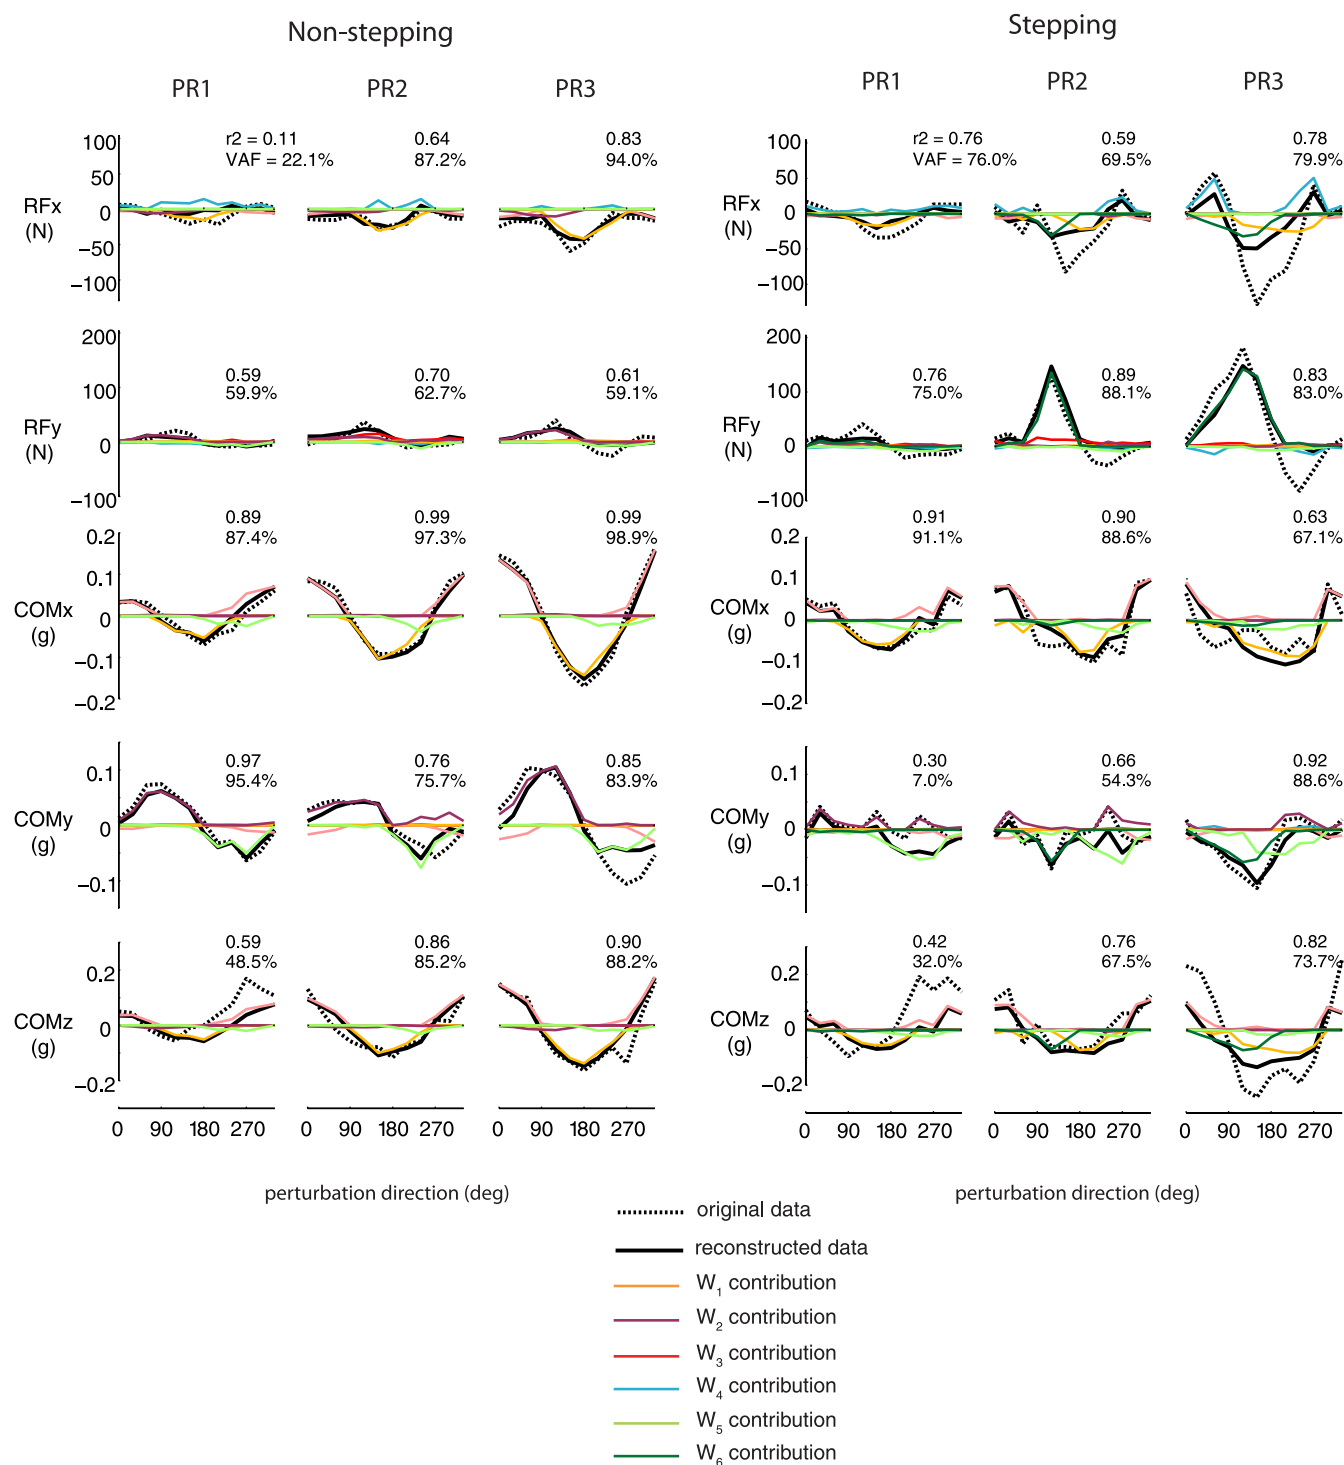 Non-stepping
Stepping
PR1 PR2 PR3
PR1 PR2 PR3
RFx
(N)
100
50
0
−50
−100
r2 = 0.11
VAF = 22.1%
0.64
87.2%
0.83
94.0%
RFx
(N)
100
50
0
−50
−100
r2 = 0.76
VAF = 76.0%
0.59
69.5%
0.78
79.9%
RFy
(N)
200
100
0
−100
0.59
59.9%
0.70
62.7%
0.61
59.1%
RFy
(N)
200
100
0
−100
0.76
75.0%
0.89
88.1%
0.83
83.0%
COMx
(g)
0.2
0.1
0
−0.1
−0.2
0.89
87.4%
0.99
97.3%
0.99
98.9%
COMx
(g)
0.2
0.1
0
−0.1
−0.2
0.91
91.1%
0.90
88.6%
0.63
67.1%
COMy
(g)
0.1
0
−0.1
0.97
95.4%
0.76
75.7%
0.85
83.9%
COMy
(g)
0.1
0
−0.1
0.30
7.0%
0.66
54.3%
0.92
88.6%
COMz
(g)
0.2
0
−0.2
0.59
48.5%
0.86
85.2%
0.90
88.2%
COMz
(g)
0.2
0
−0.2
0.42
32.0%
0.76
67.5%
0.82
73.7%
0 90 180 270 0 90 180 270 0 90 180 270
0 90 180 270 0 90 180 270 0 90 180 270
perturbation direction (deg)
perturbation direction (deg)
original data
reconstructed data
W₁ contribution
W₂ contribution
W₃ contribution
W₄ contribution
W₅ contribution
W₆ contribution